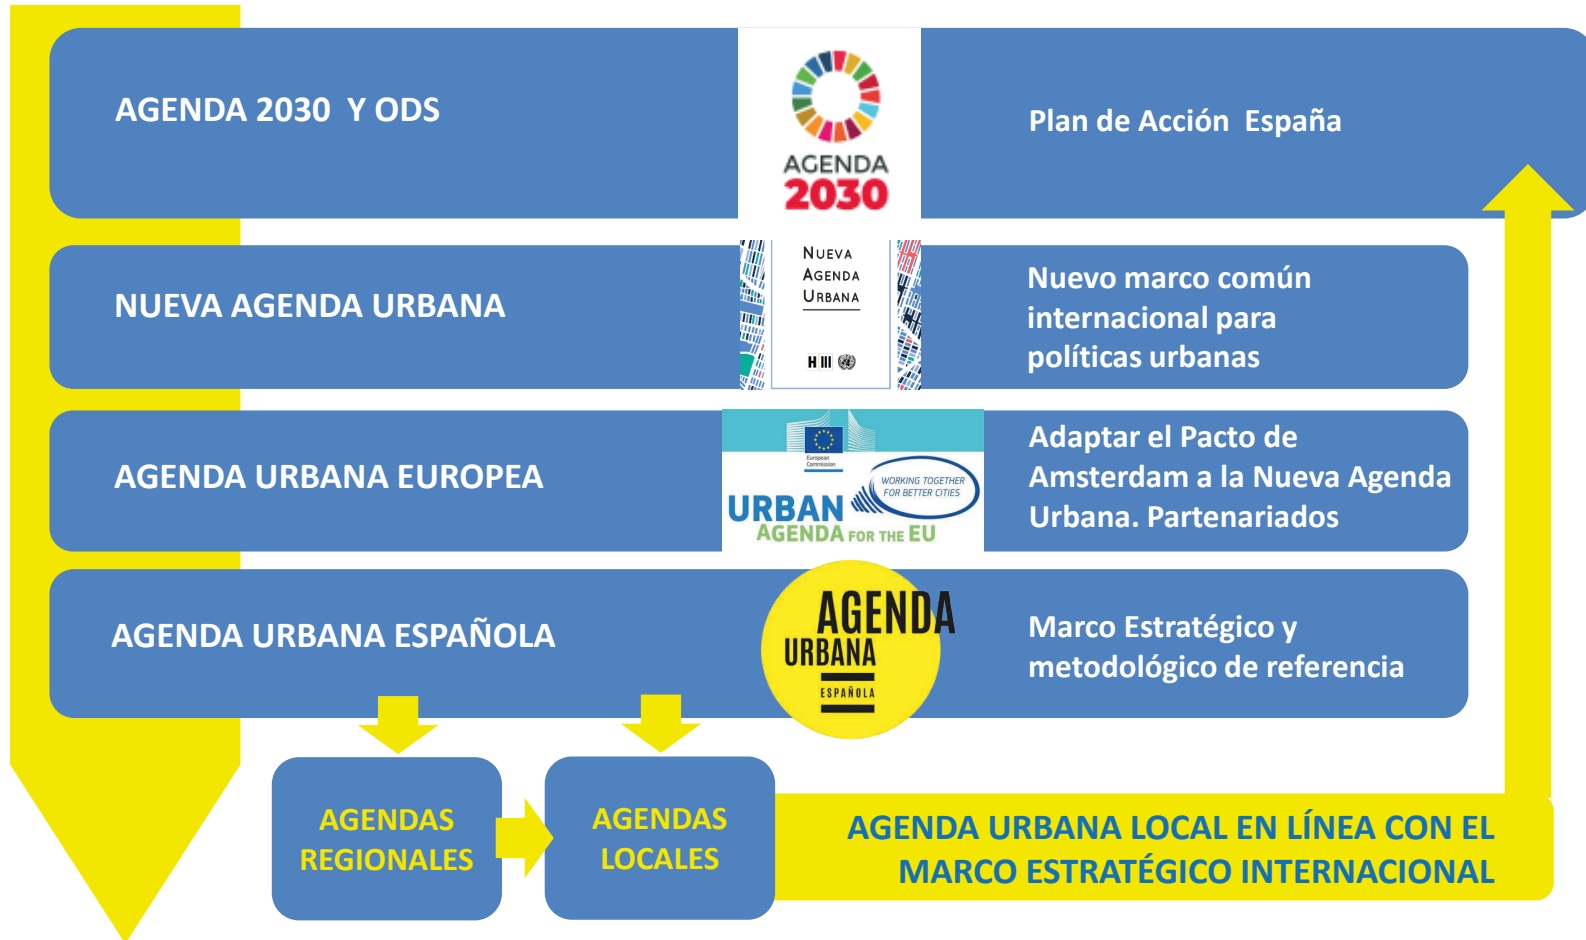 AGENDA 2030  Y ODS
AGENDA
2030
Plan de Acción  España
NUEVA AGENDA URBANA
NUEVA
AGENDA
URBANA
H III
Nuevo marco común
internacional para
políticas urbanas
AGENDA URBANA EUROPEA
European
Commission
WORKING TOGETHER
FOR BETTER CITIES
URBAN
AGENDA FOR THE EU
Adaptar el Pacto de
Amsterdam a la Nueva Agenda
Urbana. Partenariados
AGENDA URBANA ESPAÑOLA
AGENDA
URBANA
ESPAÑOLA
Marco Estratégico y
metodológico de referencia
AGENDAS
REGIONALES
AGENDAS
LOCALES
AGENDA URBANA LOCAL EN LÍNEA CON EL
MARCO ESTRATÉGICO INTERNACIONAL